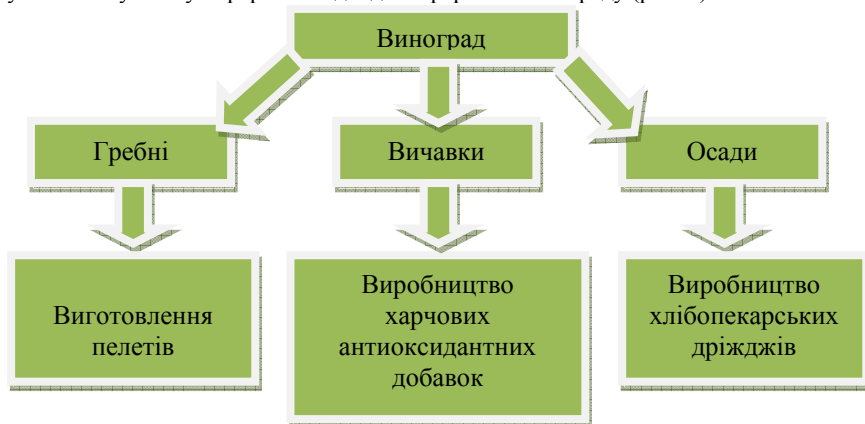 Виноград
Гребні
Вичавки
Осади
Виготовлення
пелетів
Виробництво
харчових
антиоксидантних
добавок
Виробництво
хлібопекарських
дріжджів